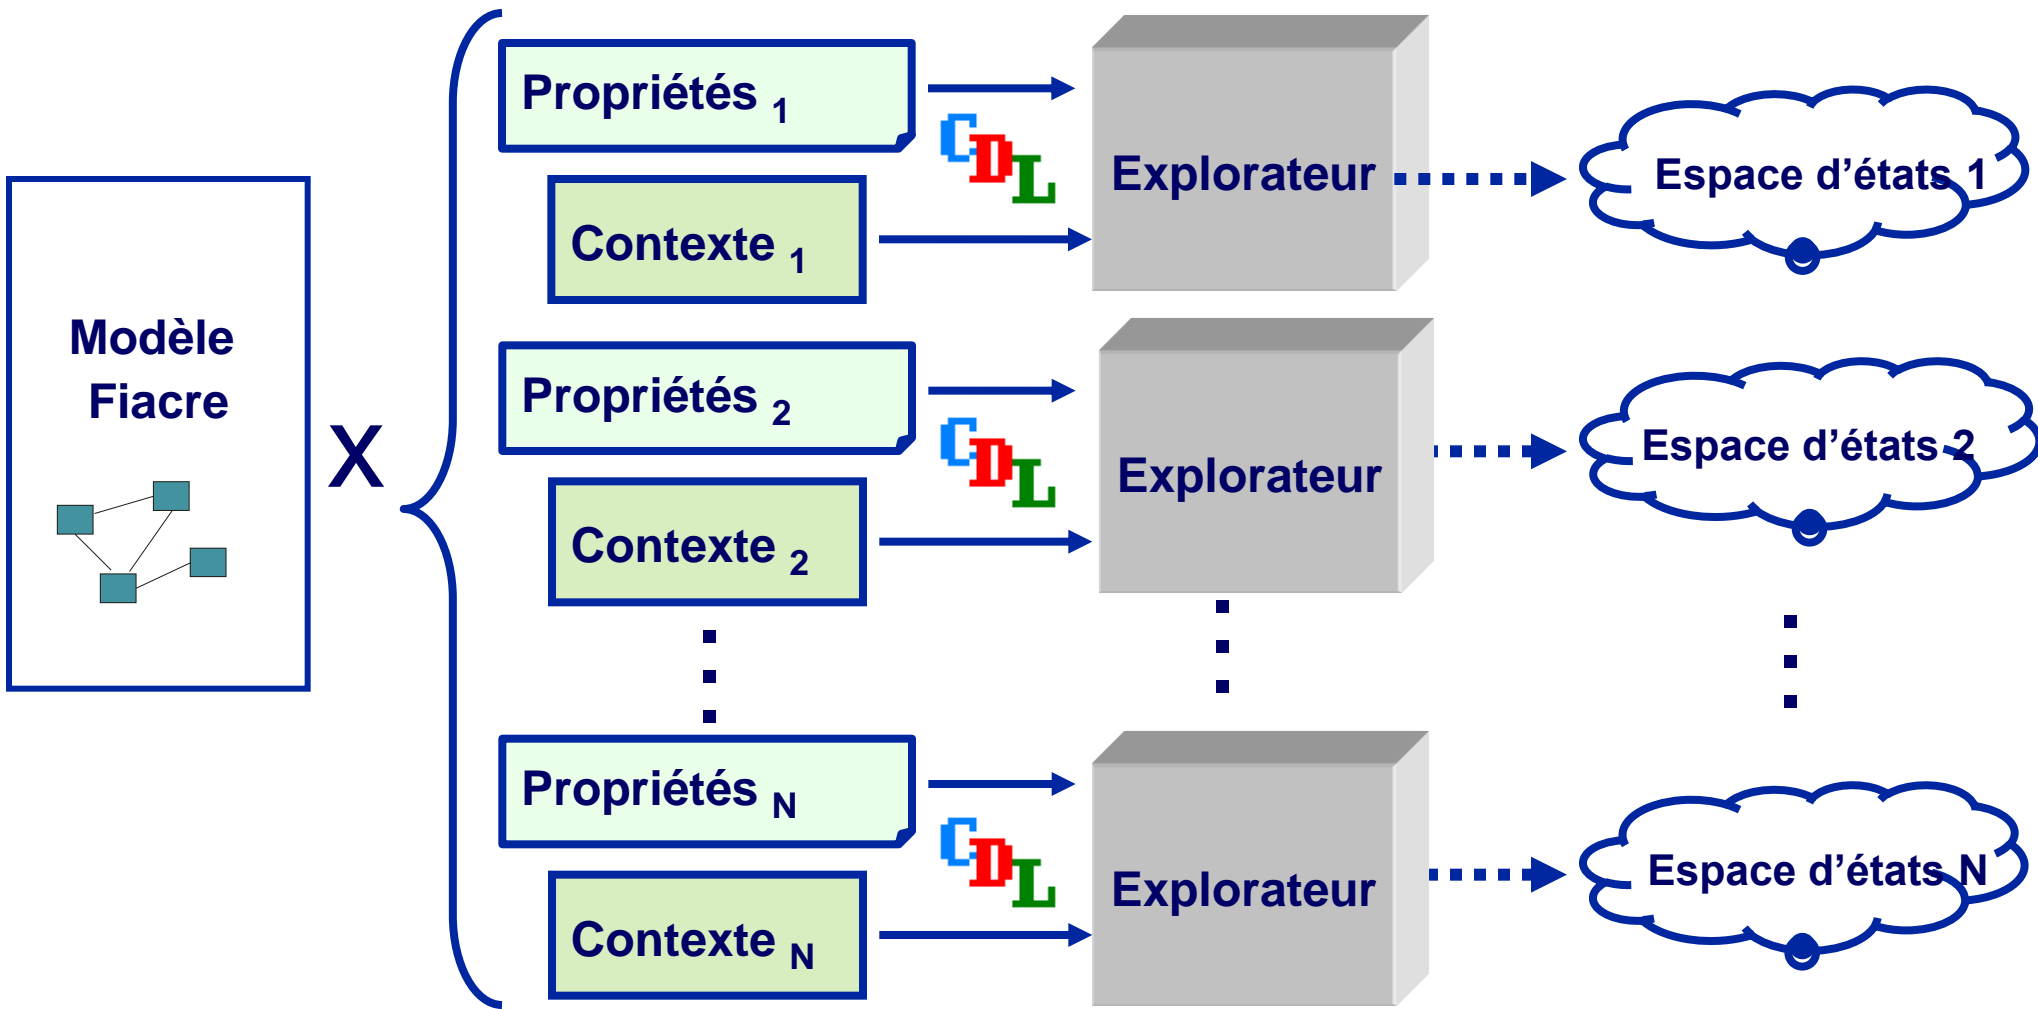 Modèle
Fiacre
X
Propriétés 1
CDL
Contexte 1
Explorateur
Espace d’états 1
Propriétés 2
CDL
Contexte 2
Explorateur
Espace d’états 2
Propriétés N
CDL
Contexte N
Explorateur
Espace d’états N